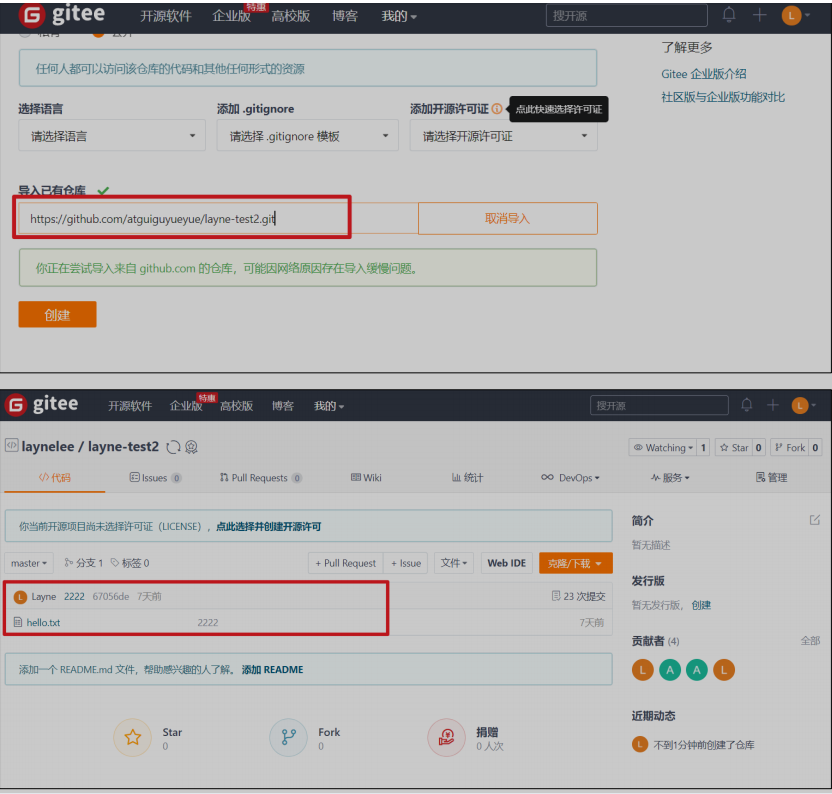 gitee 开源软件 企业版 特惠 高校版 博客 我的 搜开源 L
私有 公开
了解更多
任何人都可以访问该仓库的代码和其他任何形式的资源
Gitee 企业版介绍
社区版与企业版功能对比
选择语言 添加 .gitignore 添加开源许可证 点此快速选择许可证
请选择语言 请选择 .gitignore 模板 请选择开源许可证
导入已有仓库
https://github.com/atguiguyueyue/layne-test2.git 取消导入
你正在尝试导入来自 github.com 的仓库，可能因网络原因存在导入缓慢问题。
创建
gitee 开源软件 企业版 特惠 高校版 博客 我的 搜开源 L
laynelee / layne-test2 Watching 1 Star 0 Fork 0
代码 Issues 0 Pull Requests 0 Wiki 统计 DevOps 服务 管理
你当前开源项目尚未选择许可证（LICENSE），点此选择并创建开源许可
简介
暂无描述
master 分支 1 标签 0 + Pull Request + Issue 文件 Web IDE 克隆/下载
发行版
L Layne 2222 67056de 7天前 23 次提交
暂无发行版，创建
hello.txt 2222 7天前
贡献者 (4) 全部
L A A L
添加一个 README.md 文件，帮助感兴趣的人了解。 添加 README
近期动态
L 不到1分钟前创建了仓库
Star 0
Fork 0
捐赠 0 人次